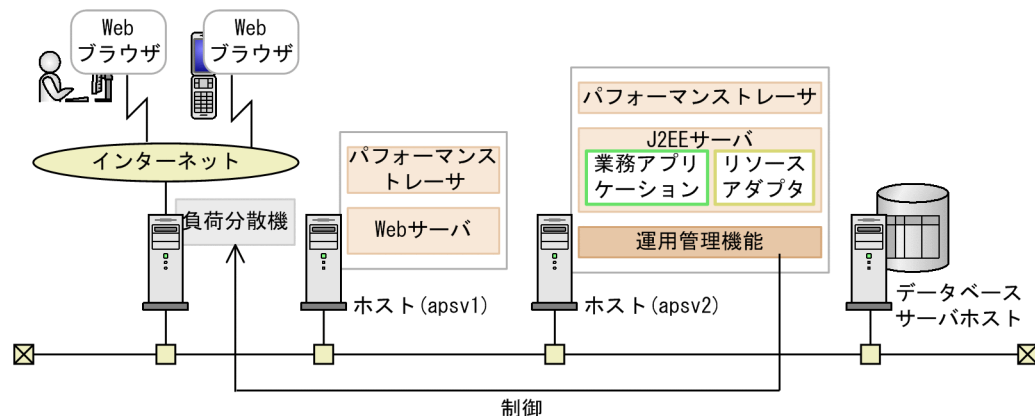 Web
ブラウザ
Web
ブラウザ
インターネット
負荷分散機
パフォーマンス
トレーサ
Webサーバ
ホスト(apsv1)
パフォーマンストレーサ
J2EEサーバ
業務アプリ
ケーション
リソース
アダプタ
運用管理機能
ホスト(apsv2)
データベース
サーバホスト
制御